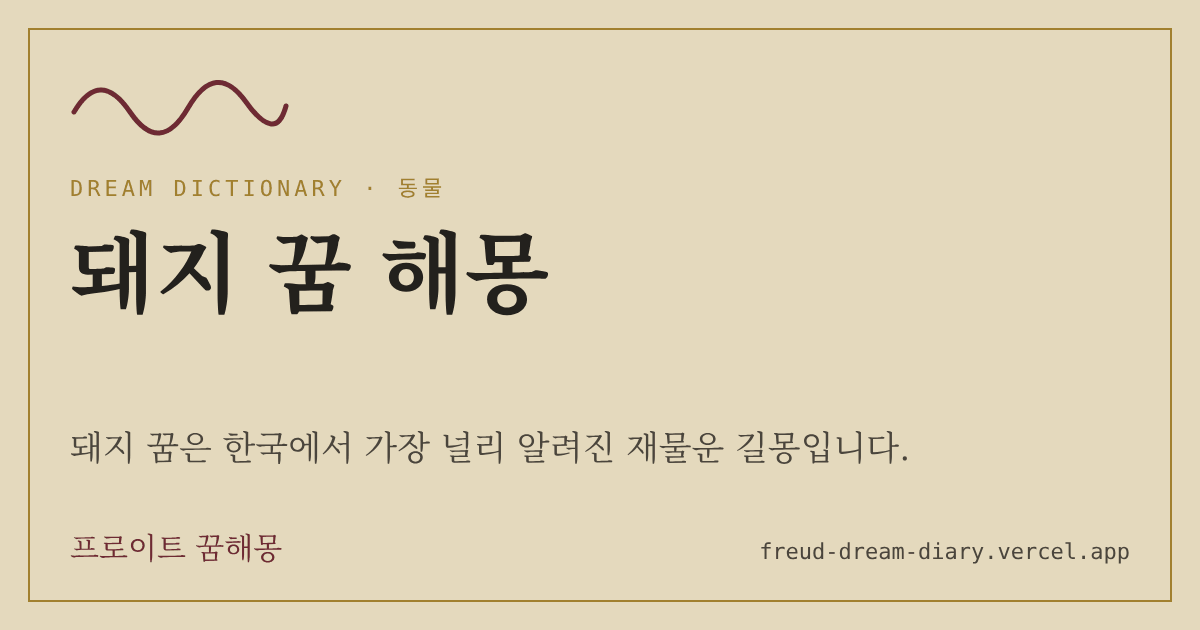 DREAM DICTIONARY · 동물
돼지 꿈 해몽
돼지 꿈은 한국에서 가장 널리 알려진 재물운 길몽입니다.
프로이트 꿈해몽
freud-dream-diary.vercel.app